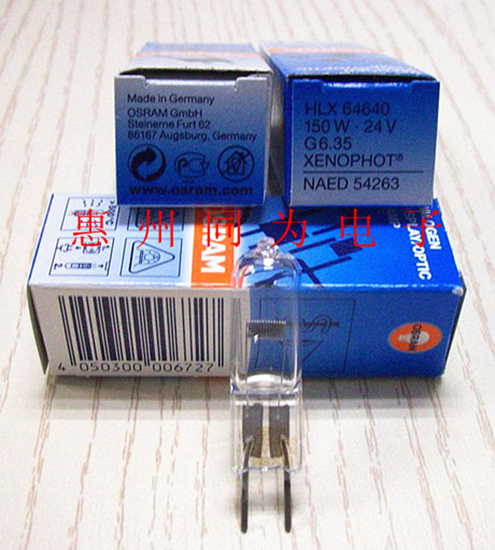 Made in Germany
OSRAM GmbH
Steinerne Furt 62
86167 Augsburg, Germany
www.osram.com
HLX 64640
150 W · 24 V
G6.35
XENOPHOT®
NAED 54263
惠州同为电子
OSRAM
4 050300 006727